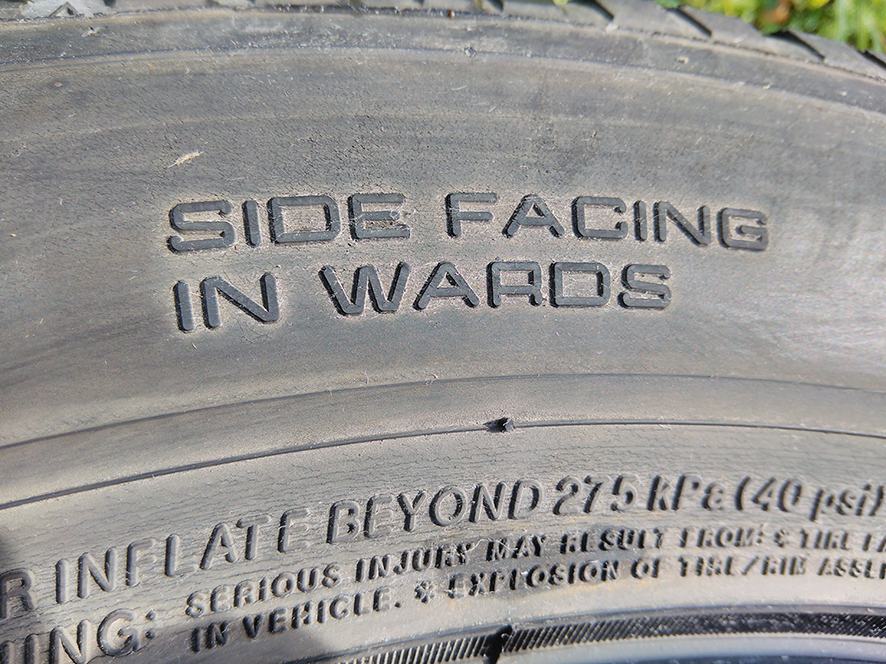 SIDE FACING
IN WARDS
INFLATE BEYOND 275 kPa (40 psi)
SERIOUS INJURY MAY RESULT FROM: TIRE
IN VEHICLE. EXPLOSION OF TIRE/RIM